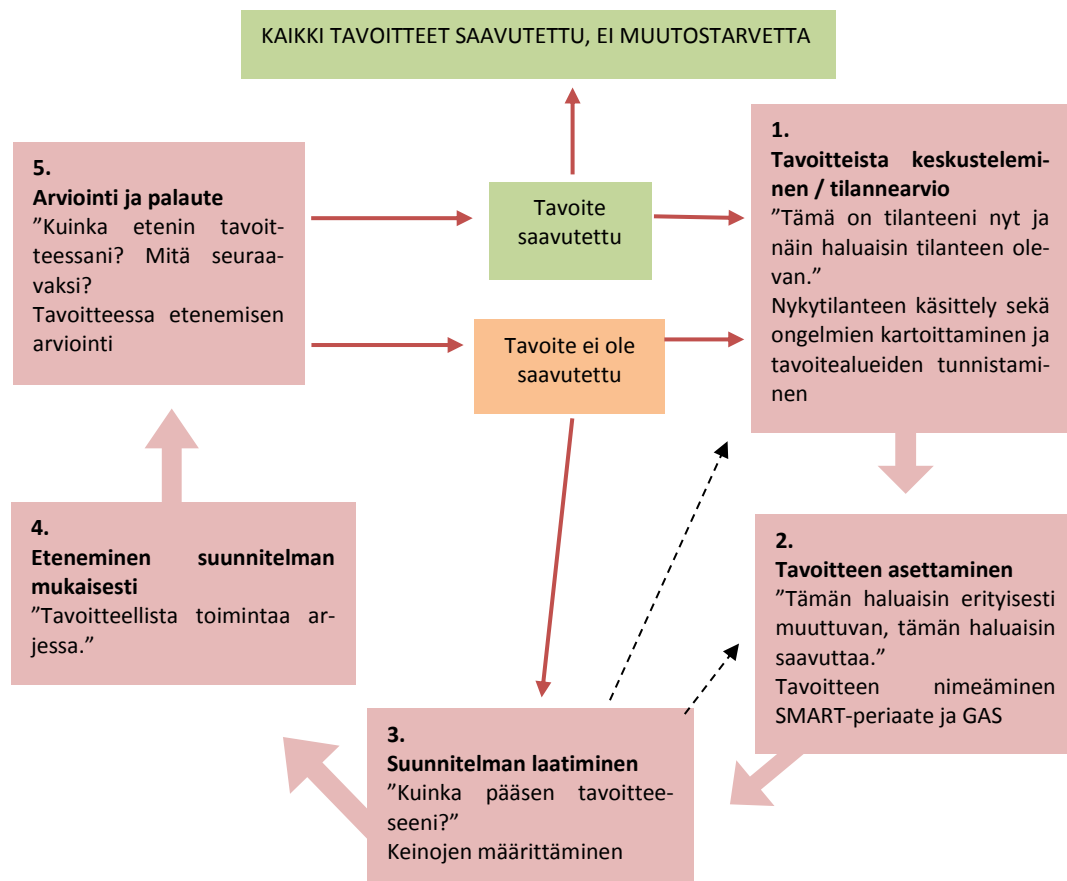 KAIKKI TAVOITTEET SAAVUTETTU, EI MUUTOSTARVETTA
1.
Tavoitteista keskustelemi-
nen / tilannearvio
”Tämä on tilanteeni nyt ja
näin haluaisin tilanteen ole-
van.”
Nykytilanteen käsittely sekä
ongelmien kartoittaminen ja
tavoitealueiden tunnistami-
nen
5.
Arviointi ja palaute
”Kuinka etenin tavoit-
teessani? Mitä seuraa-
vaksi?
Tavoitteessa etenemisen
arviointi
Tavoite
saavutettu
Tavoite ei ole
saavutettu
4.
Eteneminen suunnitelman
mukaisesti
”Tavoitteellista toimintaa ar-
jessa.”
2.
Tavoitteen asettaminen
”Tämän haluaisin erityisesti
muuttuvan, tämän haluaisin
saavuttaa.”
Tavoitteen nimeäminen
SMART-periaate ja GAS
3.
Suunnitelman laatiminen
”Kuinka pääsen tavoittee-
seeni?”
Keinojen määrittäminen